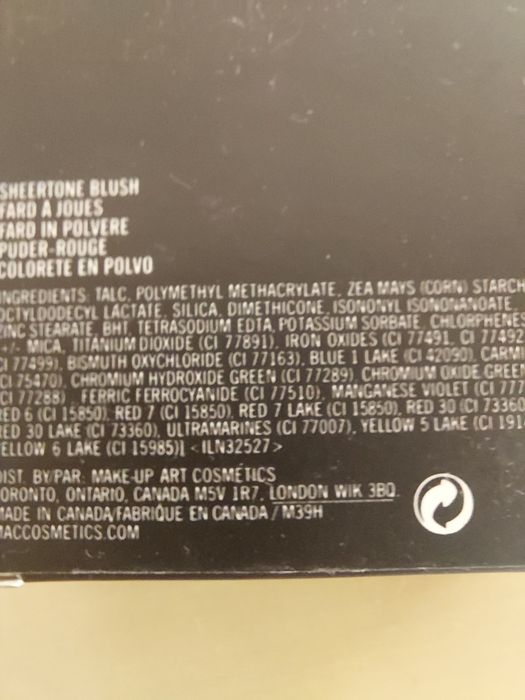 SHEERTONE BLUSH
FARD A JOUES
FARD IN POLVERE
PUDER-ROUGE
COLORETE EN POLVO
INGREDIENTS: TALC, POLYMETHYL METHACRYLATE, ZEA MAYS (CORN) STARCH
OCTYLDODECYL LACTATE, SILICA, DIMETHICONE, ISONONYL ISONONANOATE,
ZINC STEARATE, BHT, TETRASODIUM EDTA, POTASSIUM SORBATE, CHLORPHENES
MICA, TITANIUM DIOXIDE (CI 77891), IRON OXIDES (CI 77491, CI 77492
CI 77499), BISMUTH OXYCHLORIDE (CI 77163), BLUE 1 LAKE (CI 42090), CARMI
CI 75470), CHROMIUM HYDROXIDE GREEN (CI 77289), CHROMIUM OXIDE GREEN
CI 77288), FERRIC FERROCYANIDE (CI 77510), MANGANESE VIOLET (CI 777
RED 6 (CI 15850), RED 7 (CI 15850), RED 7 LAKE (CI 15850), RED 30 (CI 73360
RED 30 LAKE (CI 73360), ULTRAMARINES (CI 77007), YELLOW 5 LAKE (CI 191
YELLOW 6 LAKE (CI 15985)] <ILN32527>
DIST. BY/PAR: MAKE-UP ART COSMETICS
TORONTO, ONTARIO, CANADA M5V 1R7. LONDON W1K 3BQ
MADE IN CANADA/FABRIQUÉ EN CANADA / M39H
MACCOSMETICS.COM